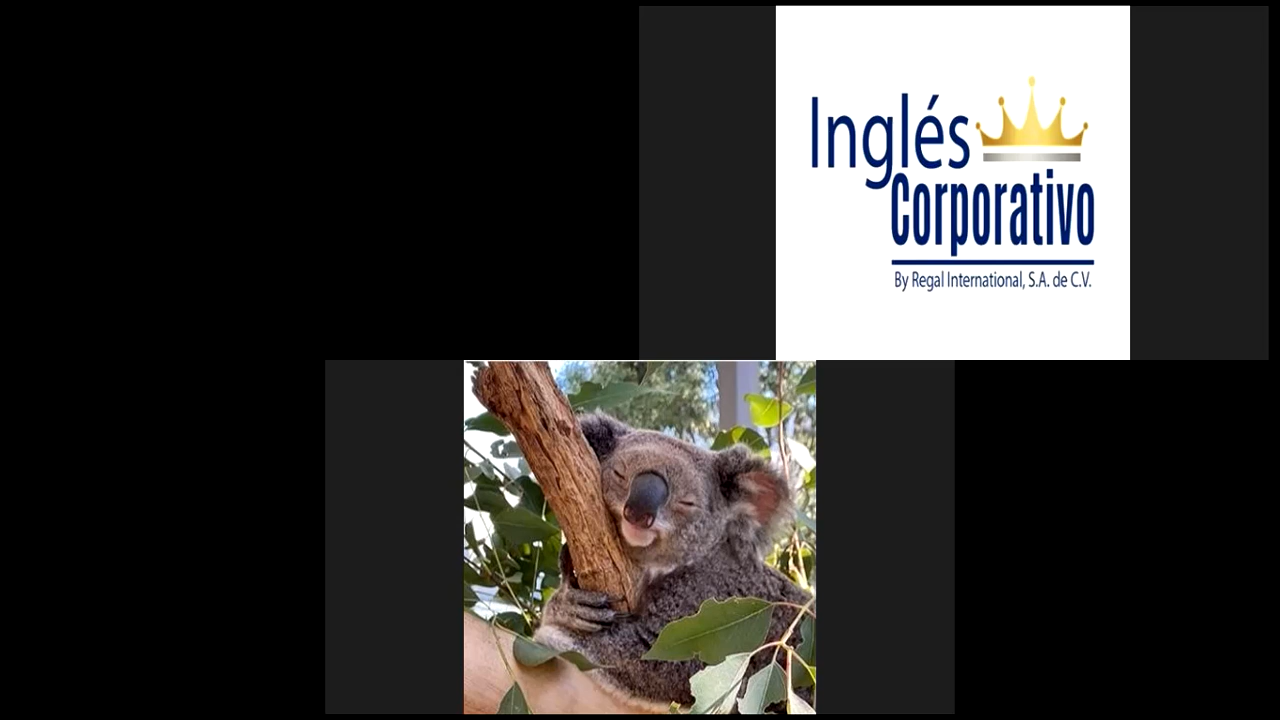 Inglés
Corporativo
By Regal International, S.A. de C.V.